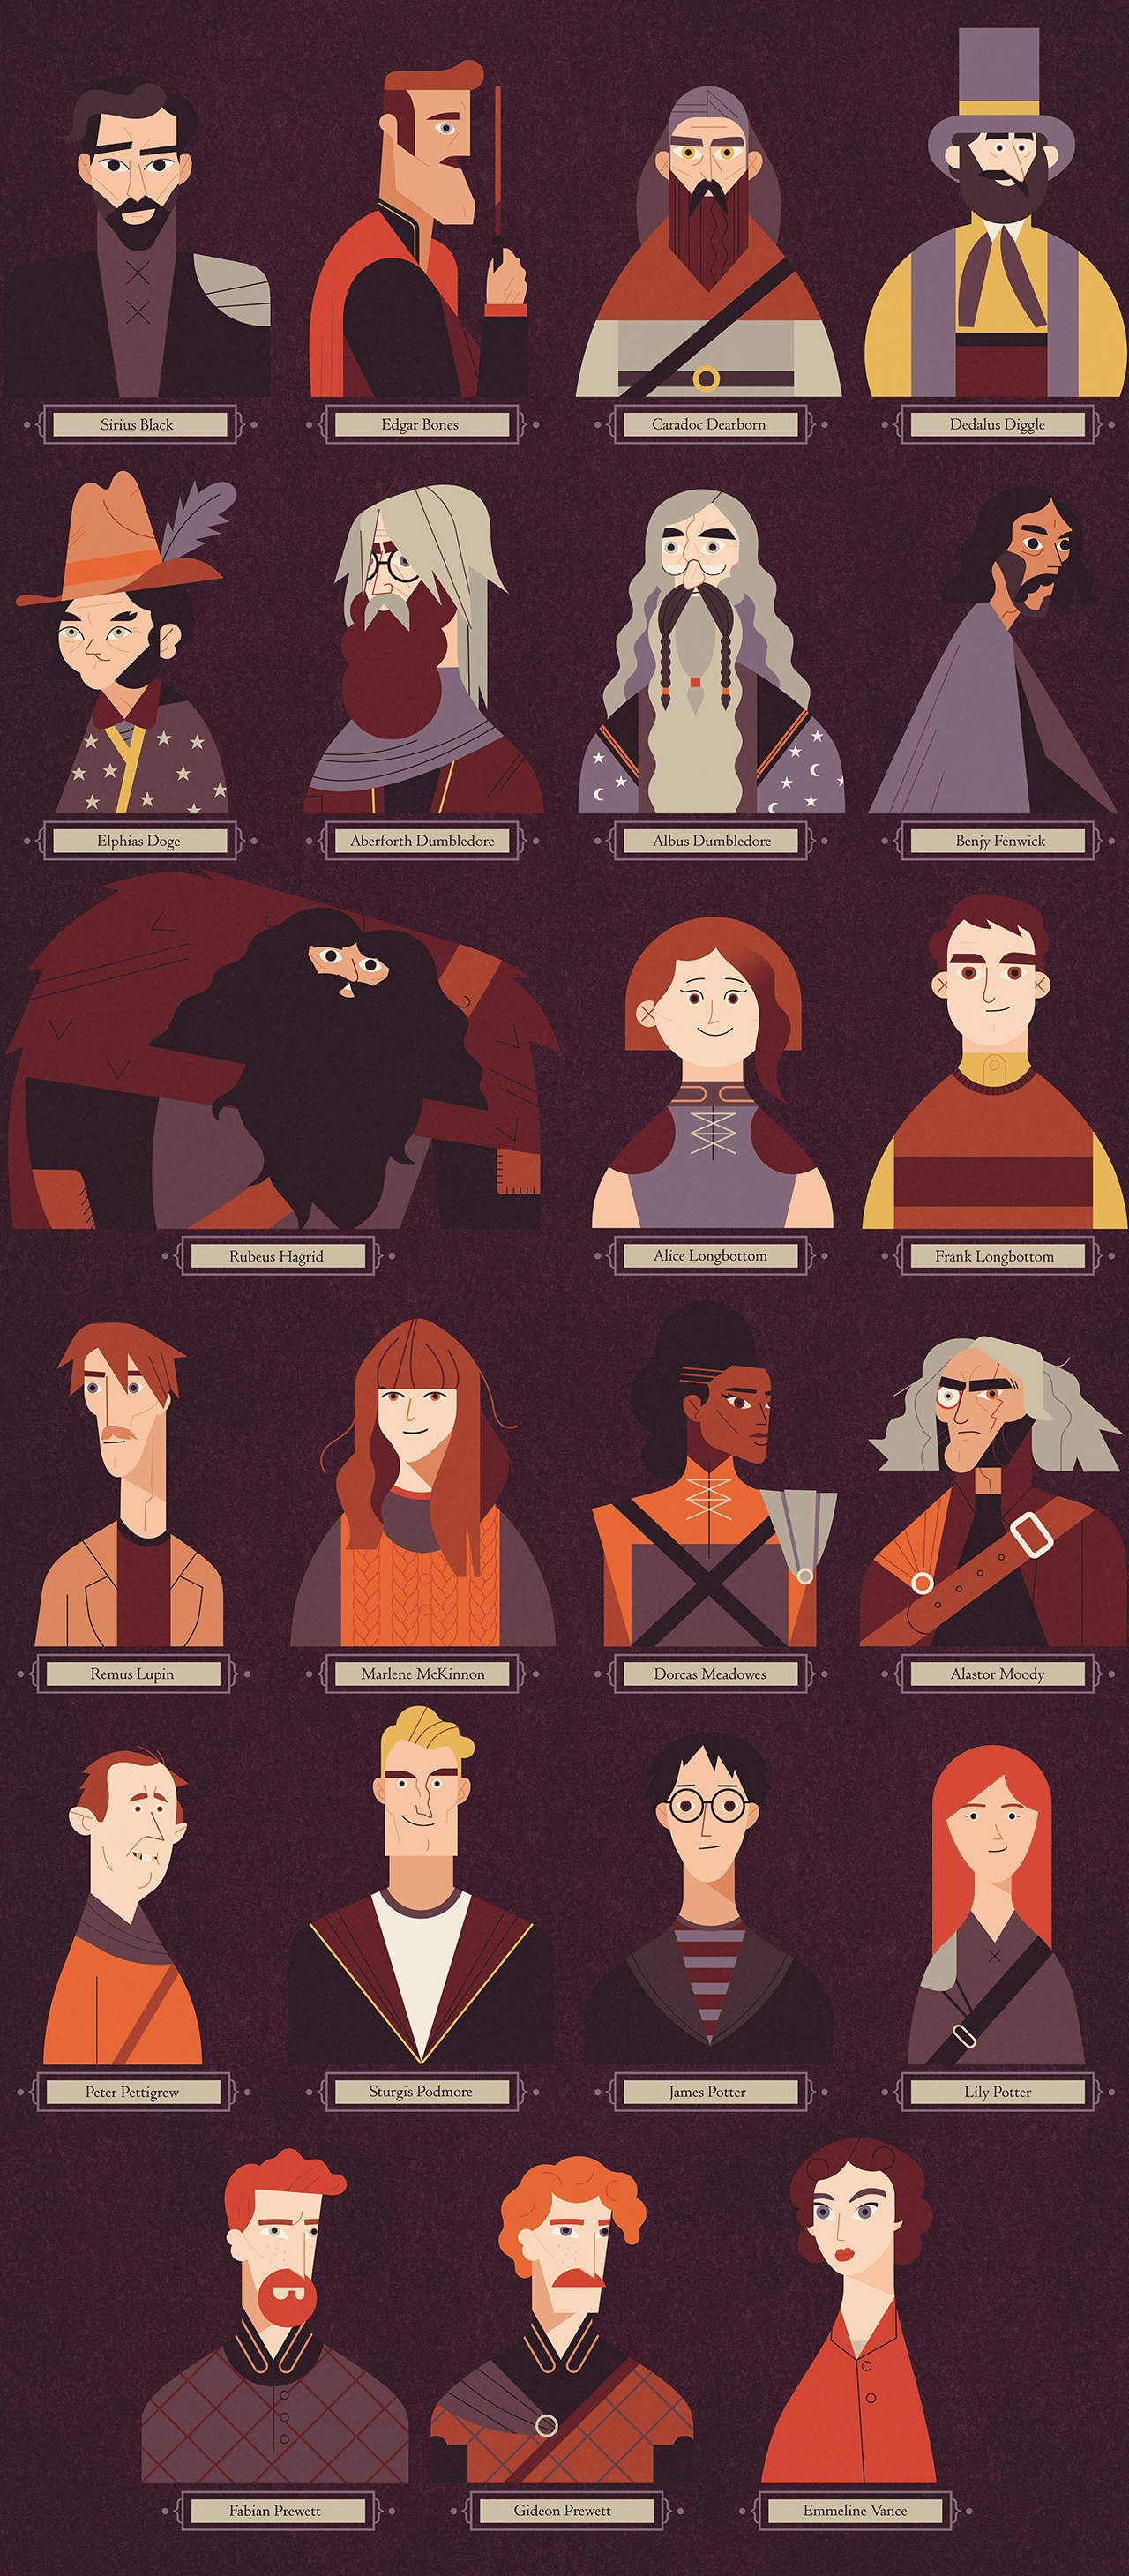 Sirius Black
Edgar Bones
Caradoc Dearborn
Dedalus Diggle
Elphias Doge
Aberforth Dumbledore
Albus Dumbledore
Benjy Fenwick
Rubeus Hagrid
Alice Longbottom
Frank Longbottom
Remus Lupin
Marlene McKinnon
Dorcas Meadowes
Alastor Moody
Peter Pettigrew
Sturgis Podmore
James Potter
Lily Potter
Fabian Prewett
Gideon Prewett
Emmeline Vance